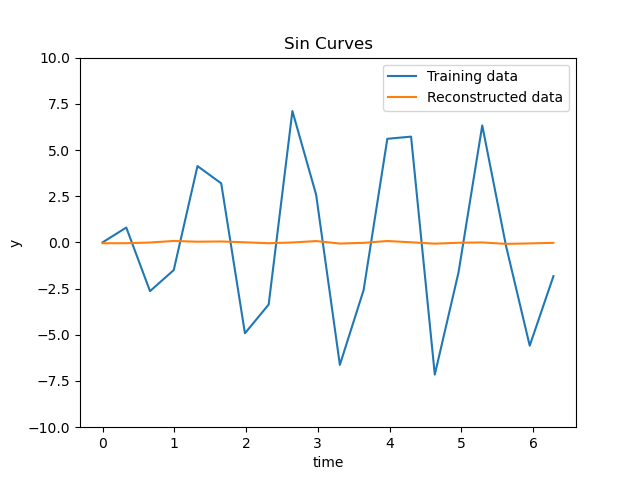 Sin Curves
Training data
Reconstructed data
10.0
7.5
5.0
2.5
0.0
−2.5
−5.0
−7.5
−10.0
y
0 1 2 3 4 5 6
time